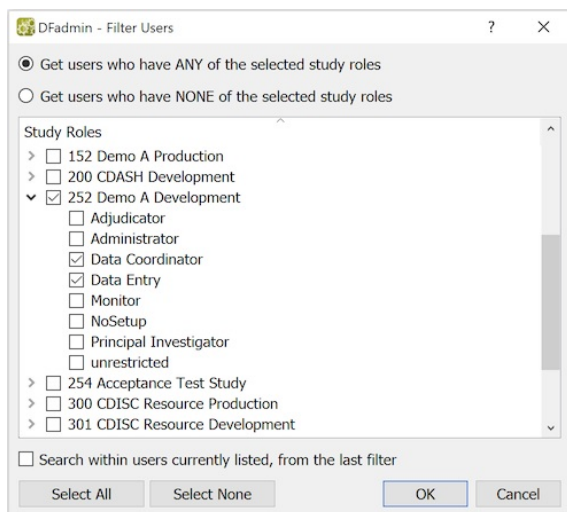 DFadmin - Filter Users
Get users who have ANY of the selected study roles
Get users who have NONE of the selected study roles
Study Roles
152 Demo A Production
200 CDASH Development
252 Demo A Development
Adjudicator
Administrator
Data Coordinator
Data Entry
Monitor
NoSetup
Principal Investigator
unrestricted
254 Acceptance Test Study
300 CDISC Resource Production
301 CDISC Resource Development
Search within users currently listed, from the last filter
Select All Select None OK Cancel